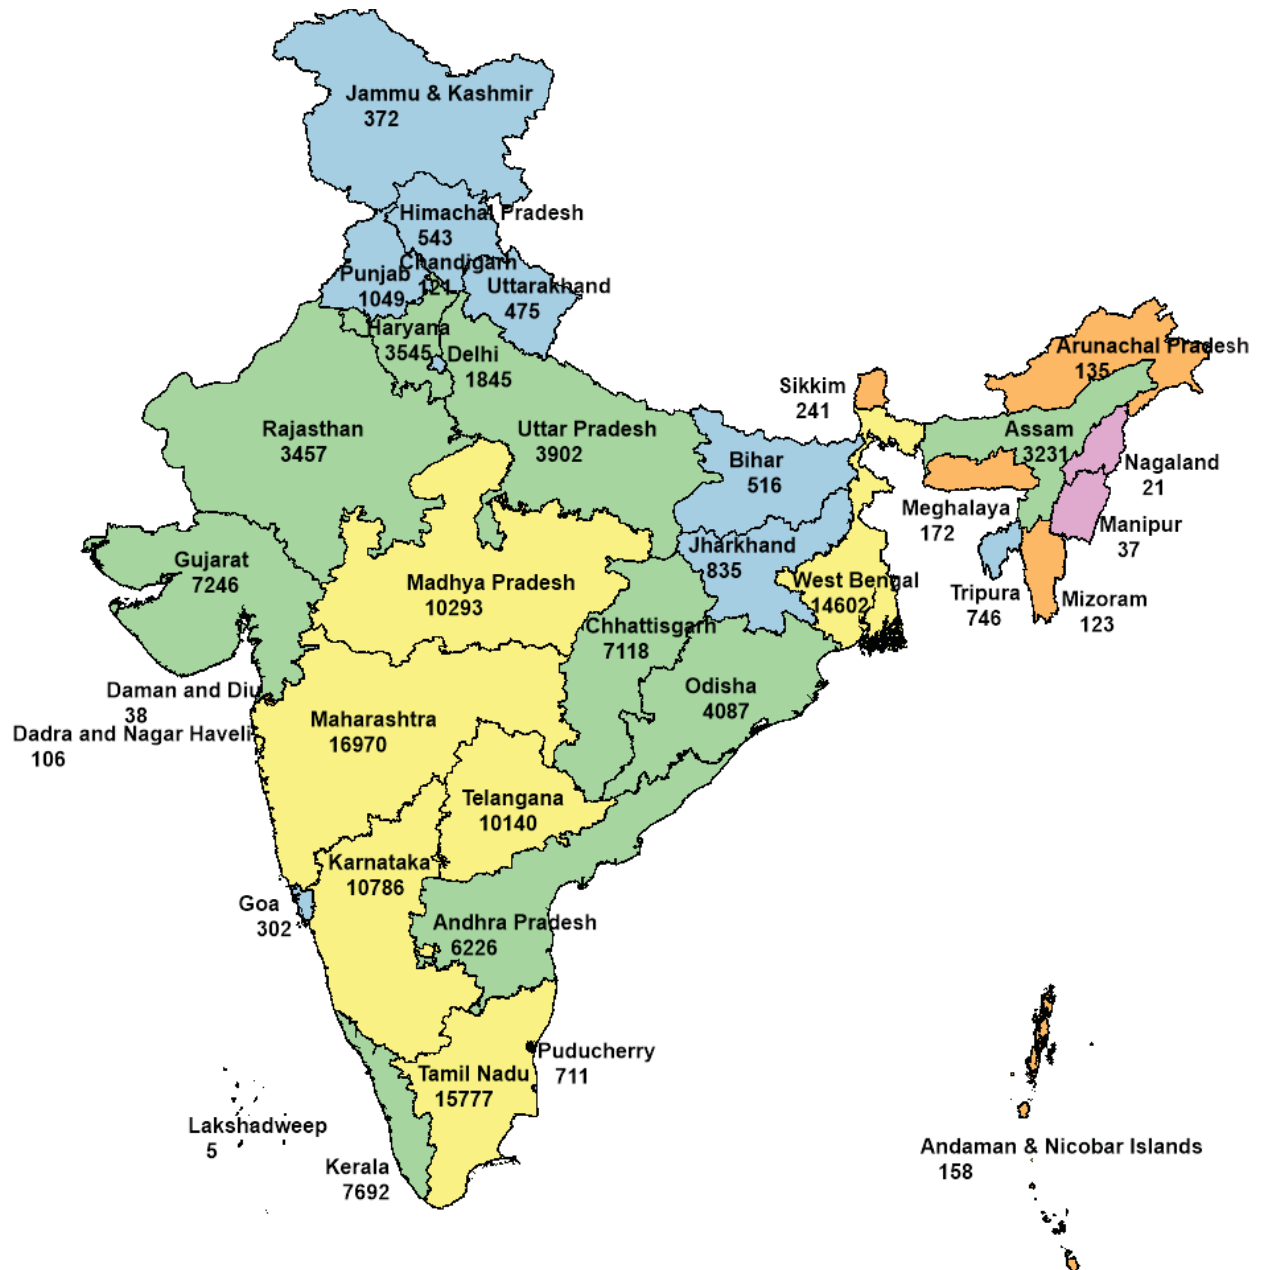 Jammu & Kashmir
372
Himachal Pradesh
543
Chandigarh
121
Punjab
1049
Uttarakhand
475
Haryana
3545
Delhi
1845
Arunachal Pradesh
135
Sikkim
241
Rajasthan
3457
Uttar Pradesh
3902
Assam
3231
Bihar
516
Nagaland
21
Meghalaya
172
Manipur
37
Gujarat
7246
Jharkhand
835
Madhya Pradesh
10293
West Bengal
14602
Tripura
746
Mizoram
123
Chhattisgarh
7118
Daman and Diu
38
Odisha
4087
Maharashtra
16970
Dadra and Nagar Haveli
106
Telangana
10140
Karnataka
10786
Goa
302
Andhra Pradesh
6226
Puducherry
711
Tamil Nadu
15777
Lakshadweep
5
Andaman & Nicobar Islands
158
Kerala
7692